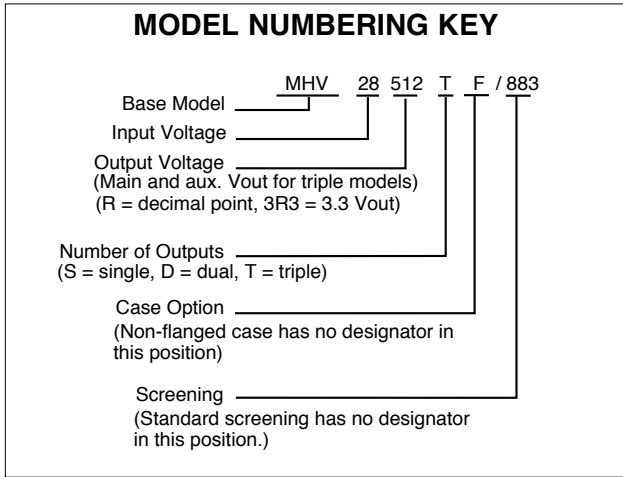 MODEL NUMBERING KEY
MHV 28 512 T F / 883
Base Model
Input Voltage
Output Voltage
(Main and aux. Vout for triple models)
(R = decimal point, 3R3 = 3.3 Vout)
Number of Outputs
(S = single, D = dual, T = triple)
Case Option
(Non-flanged case has no designator in
this position)
Screening
(Standard screening has no designator
in this position.)